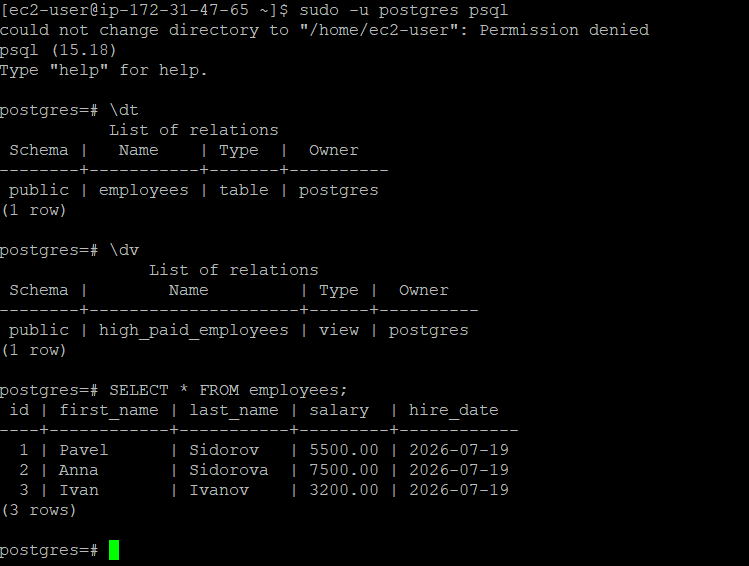 [ec2-user@ip-172-31-47-65 ~]$ sudo -u postgres psql
could not change directory to "/home/ec2-user": Permission denied
psql (15.18)
Type "help" for help.

postgres=# \dt
           List of relations
 Schema |   Name    | Type  |  Owner
--------+-----------+-------+----------
 public | employees | table | postgres
(1 row)

postgres=# \dv
               List of relations
 Schema |        Name         | Type |  Owner
--------+---------------------+------+----------
 public | high_paid_employees | view | postgres
(1 row)

postgres=# SELECT * FROM employees;
 id | first_name | last_name | salary  | hire_date
----+------------+-----------+---------+------------
  1 | Pavel      | Sidorov   | 5500.00 | 2026-07-19
  2 | Anna       | Sidorova  | 7500.00 | 2026-07-19
  3 | Ivan       | Ivanov    | 3200.00 | 2026-07-19
(3 rows)

postgres=#